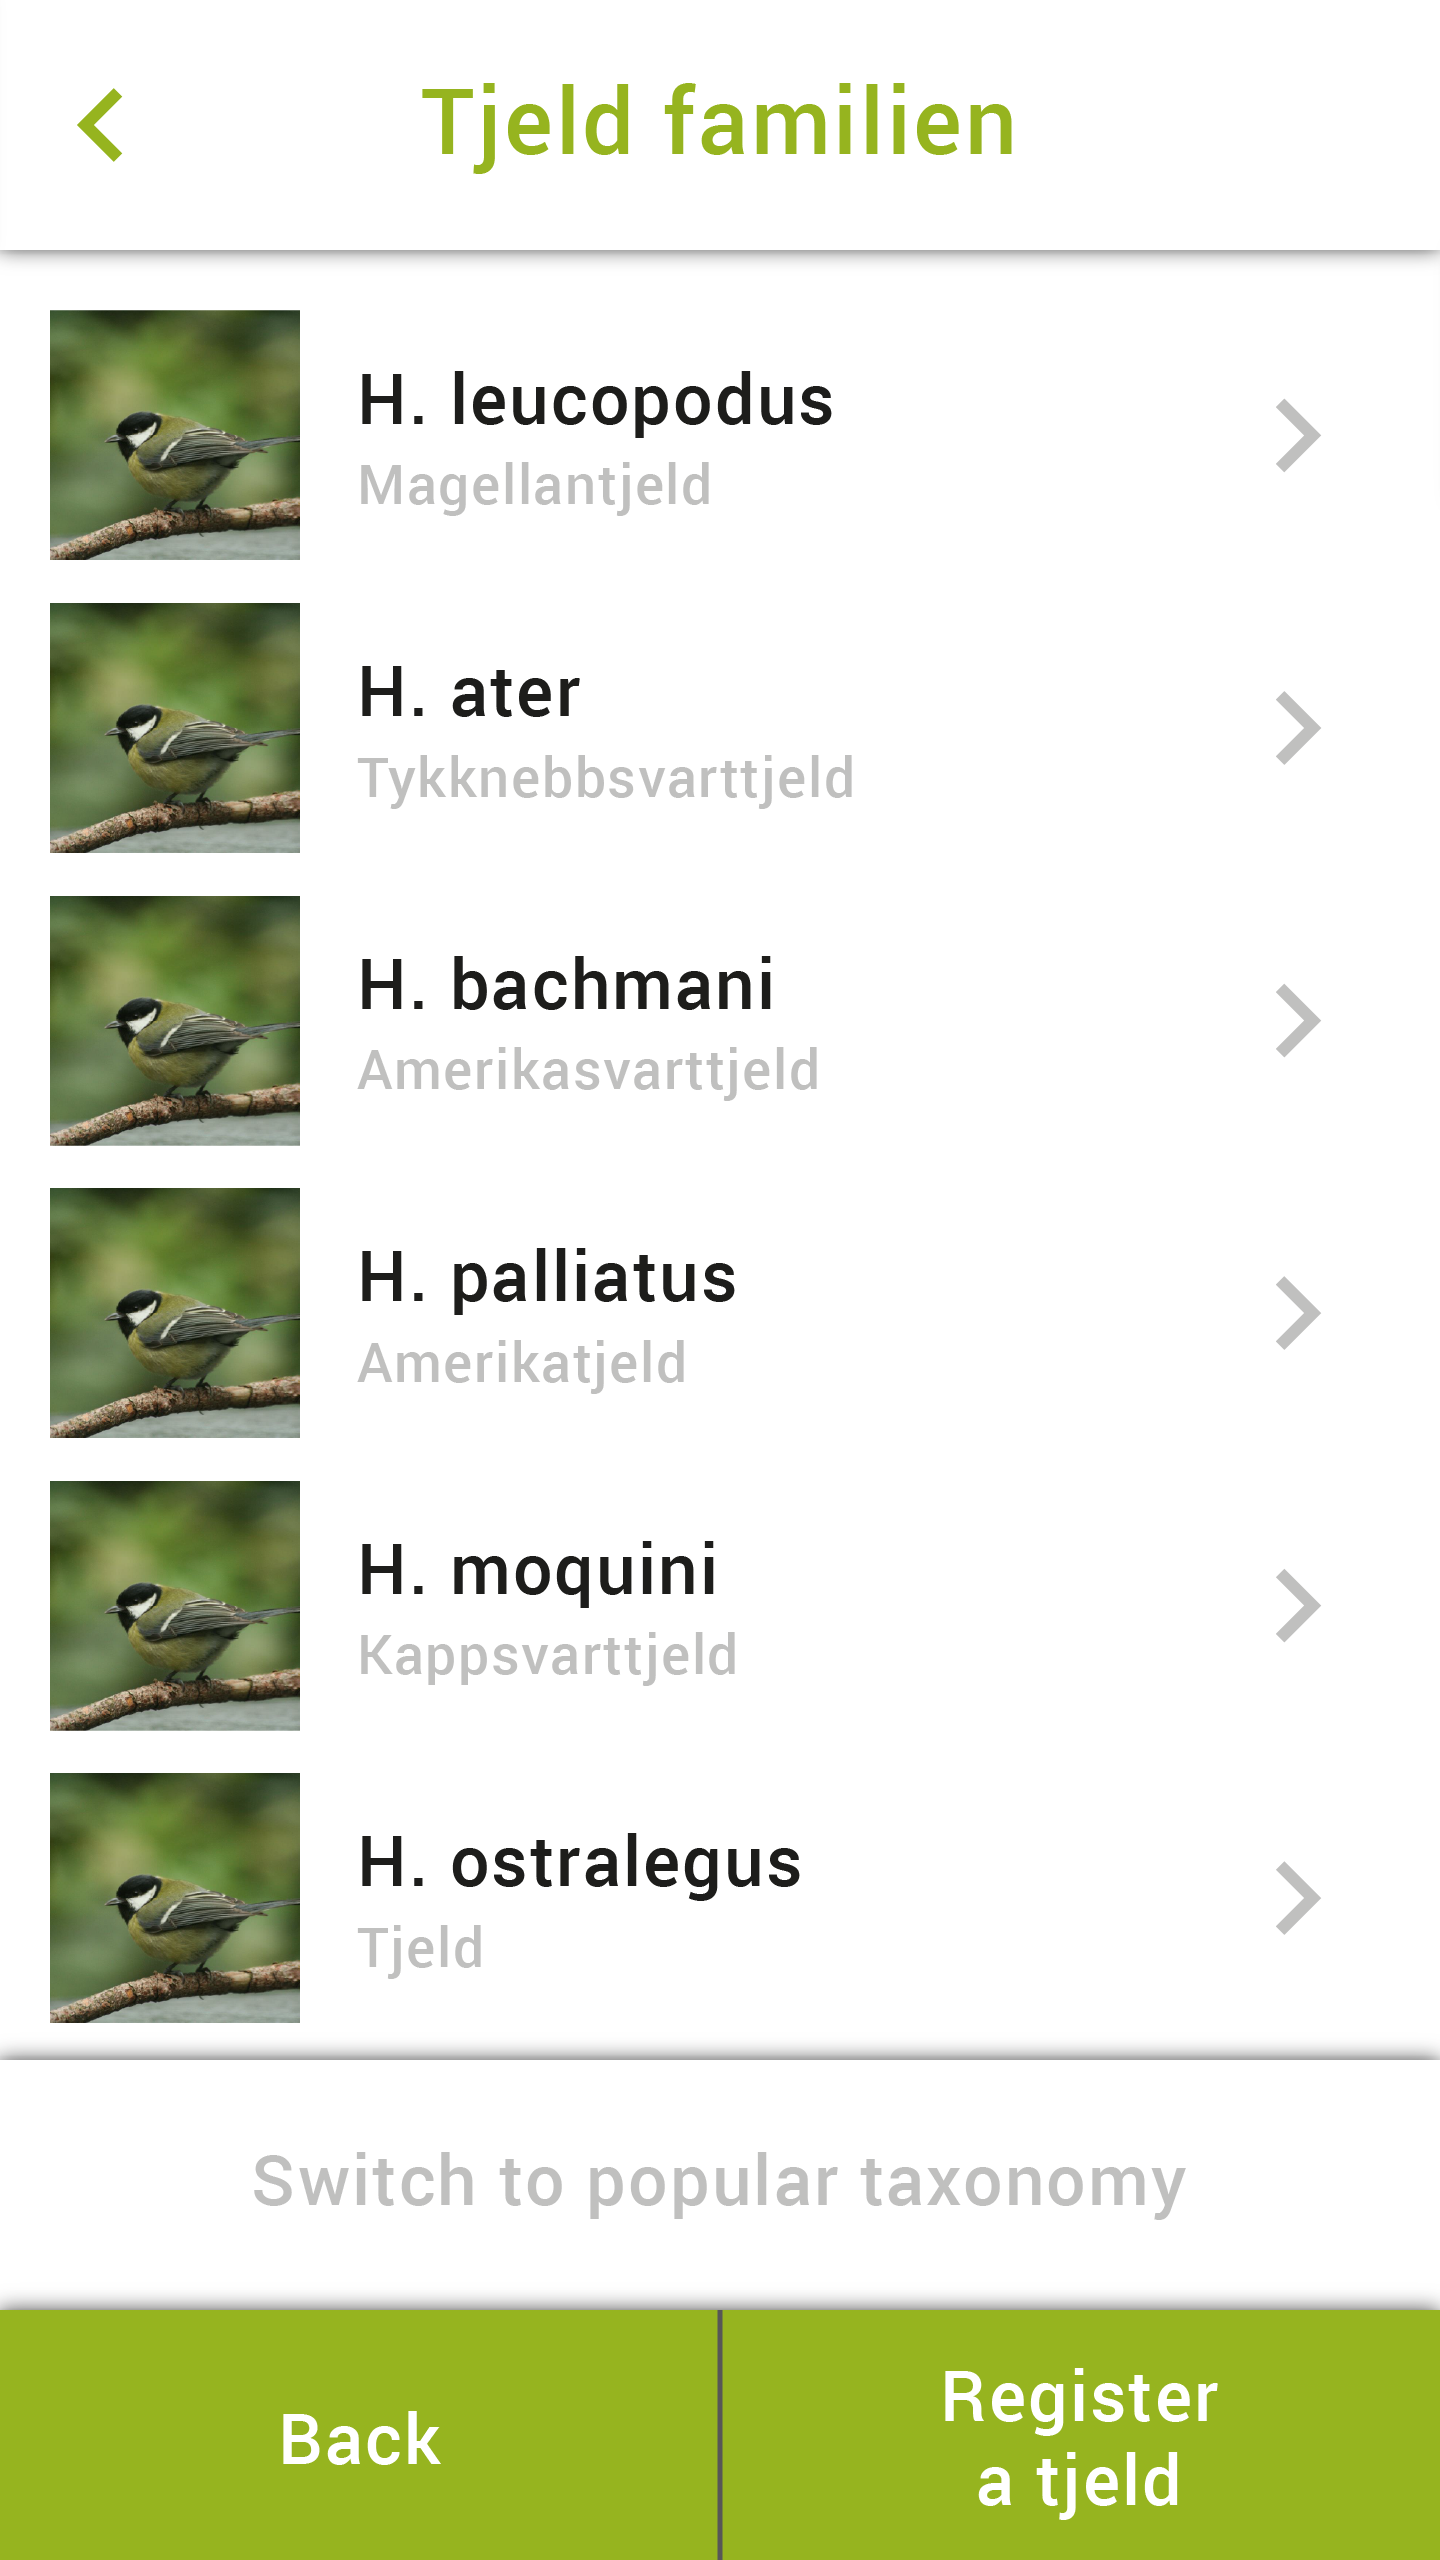 Tjeld familien
H. leucopodus
Magellantjeld
H. ater
Tykknebbsvarttjeld
H. bachmani
Amerikasvarttjeld
H. palliatus
Amerikatjeld
H. moquini
Kappsvarttjeld
H. ostralegus
Tjeld
Switch to popular taxonomy
Back
Register
a tjeld